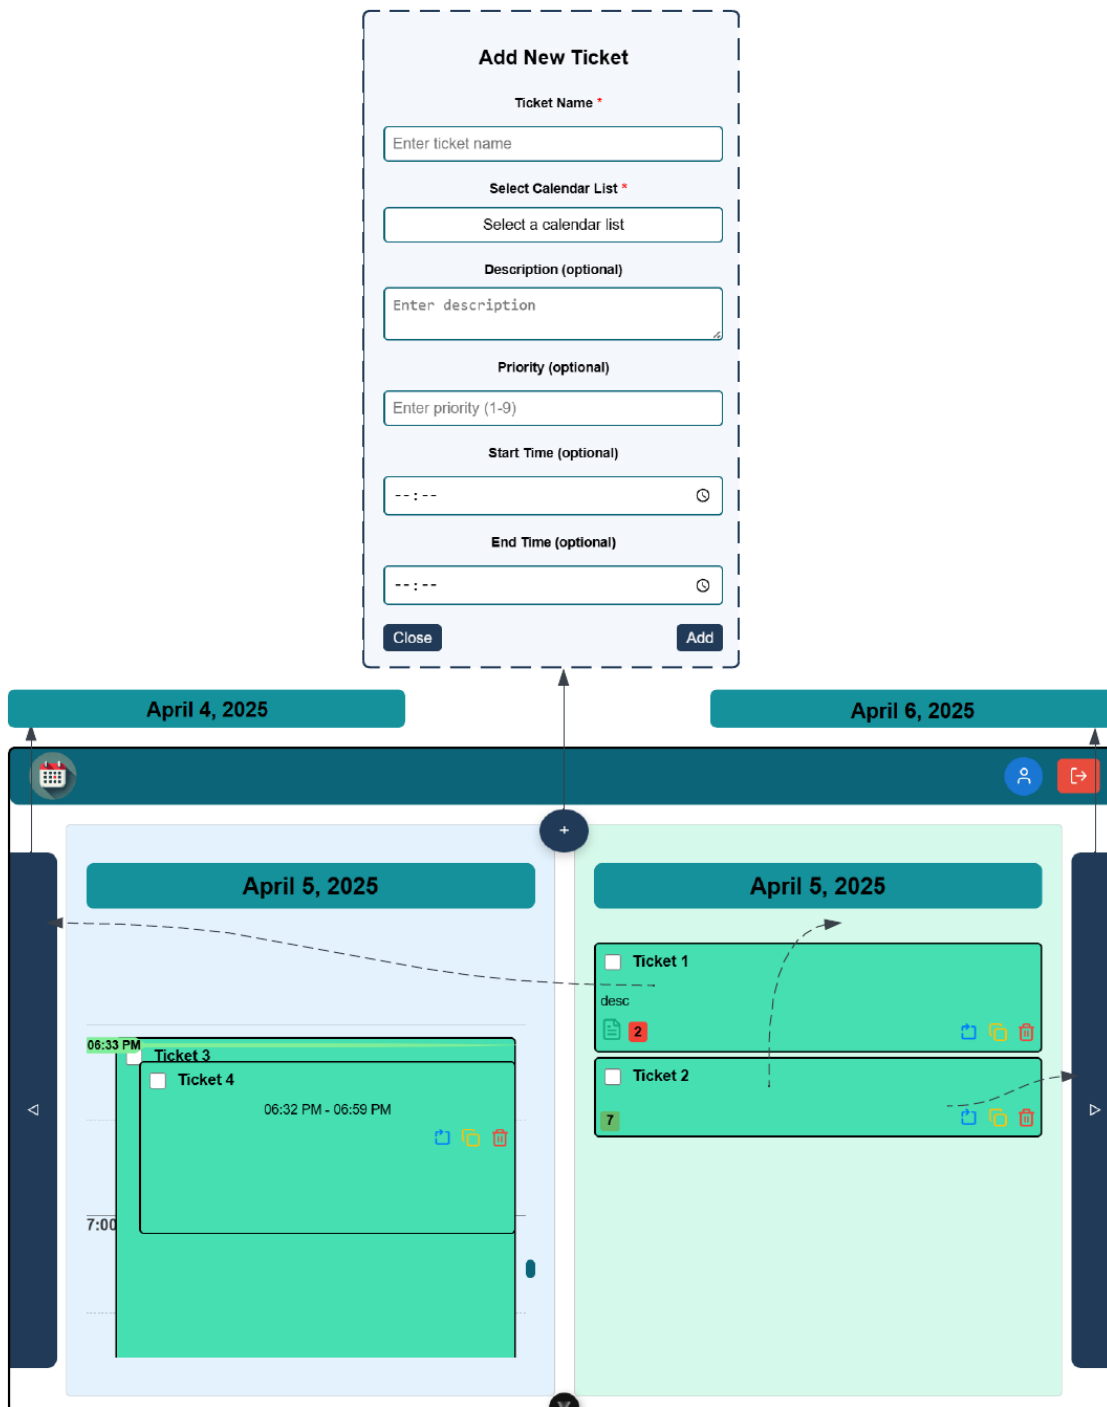 Add New Ticket
Ticket Name *
Enter ticket name
Select Calendar List *
Select a calendar list
Description (optional)
Enter description
Priority (optional)
Enter priority (1-9)
Start Time (optional)
--:--
End Time (optional)
--:--
Close
Add
April 4, 2025
April 6, 2025
+
April 5, 2025
06:33 PM
Ticket 3
Ticket 4
06:32 PM - 06:59 PM
7:00
April 5, 2025
Ticket 1
desc
2
Ticket 2
7